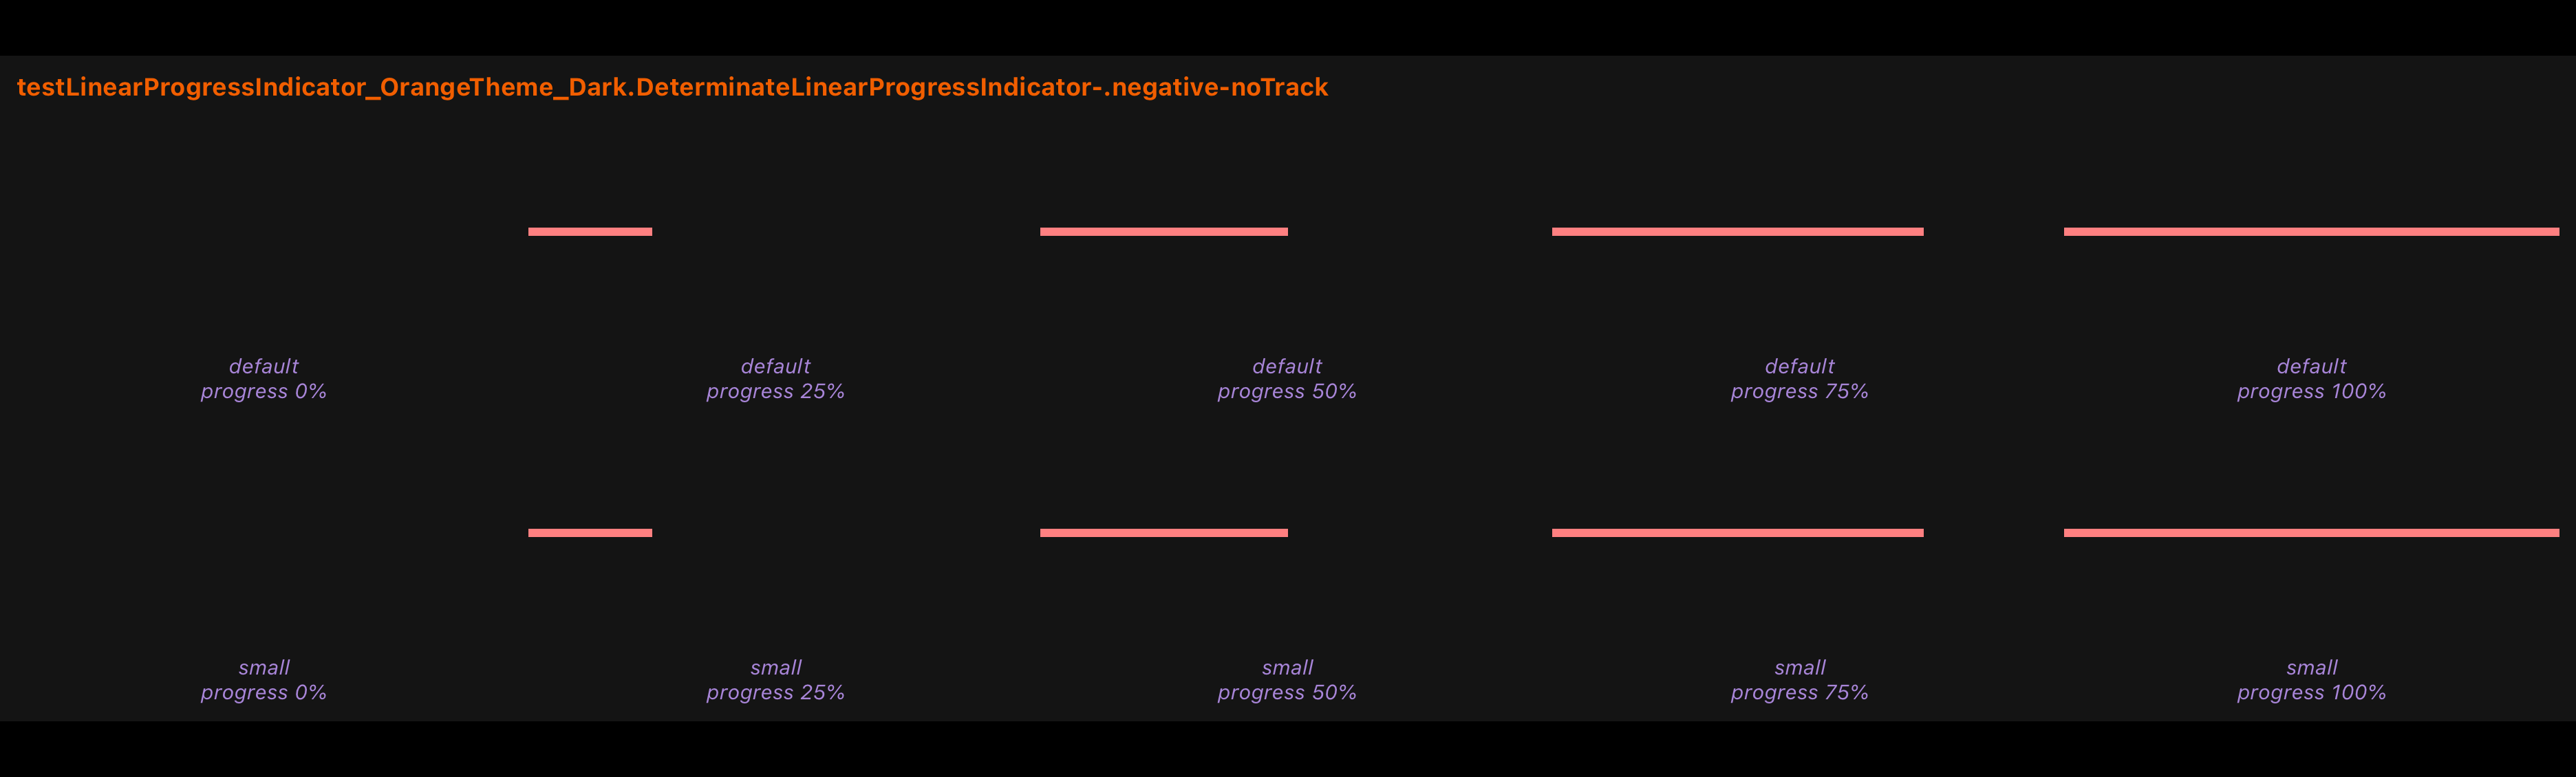 testLinearProgressIndicator_OrangeTheme_Dark.DeterminateLinearProgressIndicator-.negative-noTrack
default
progress 0%
default
progress 25%
default
progress 50%
default
progress 75%
default
progress 100%
small
progress 0%
small
progress 25%
small
progress 50%
small
progress 75%
small
progress 100%